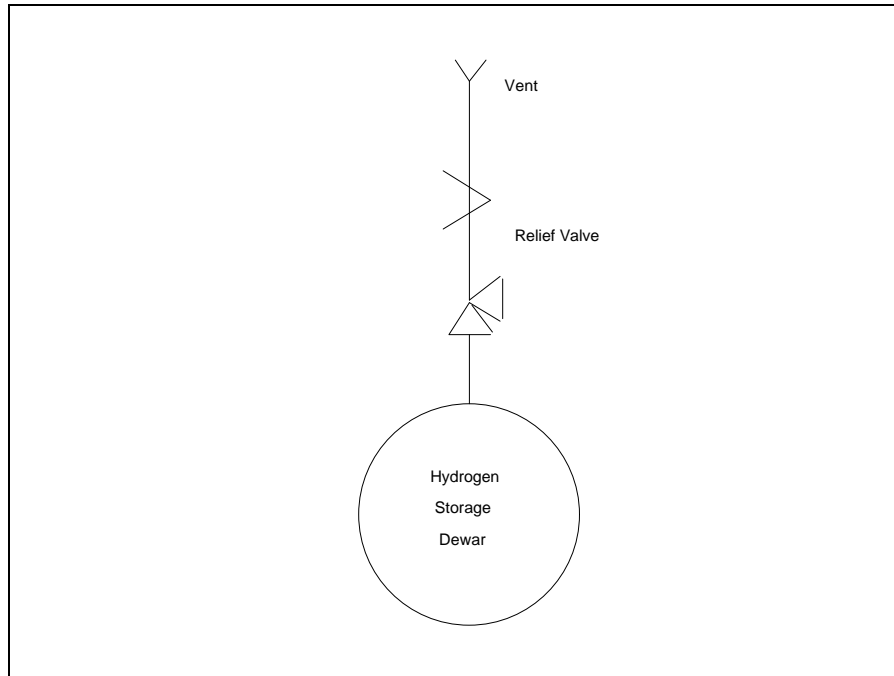 Vent
Relief Valve
Hydrogen
Storage
Dewar